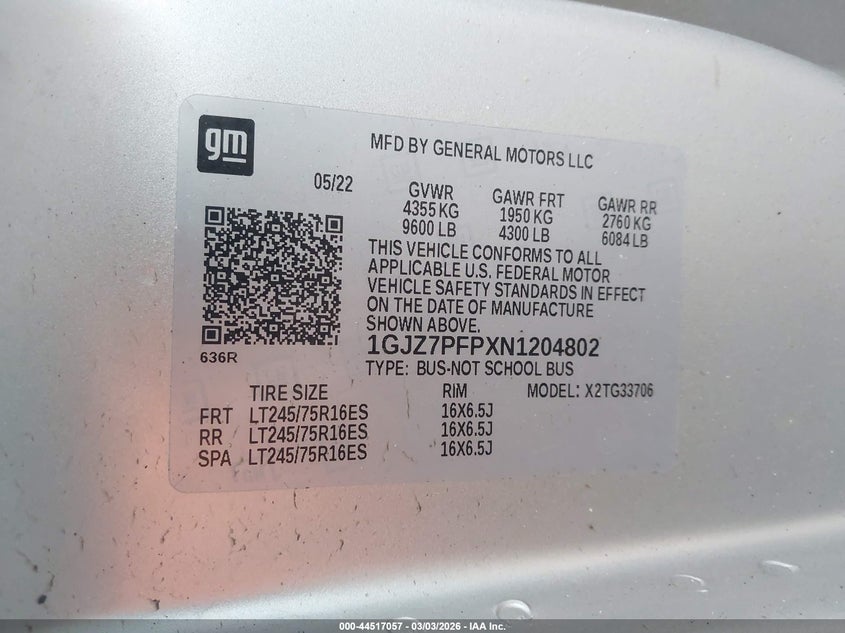 gm
MFD BY GENERAL MOTORS LLC
05/22
GVWR GAWR FRT GAWR RR
4355 KG 1950 KG 2760 KG
9600 LB 4300 LB 6084 LB
THIS VEHICLE CONFORMS TO ALL
APPLICABLE U.S. FEDERAL MOTOR
VEHICLE SAFETY STANDARDS IN EFFECT
ON THE DATE OF MANUFACTURE
SHOWN ABOVE.
636R
1GJZ7PFPXN1204802
TYPE: BUS-NOT SCHOOL BUS
TIRE SIZE RIM MODEL: X2TG33706
FRT LT245/75R16ES 16X6.5J
RR LT245/75R16ES 16X6.5J
SPA LT245/75R16ES 16X6.5J
000-44517057 - 03/03/2026 - IAA Inc.